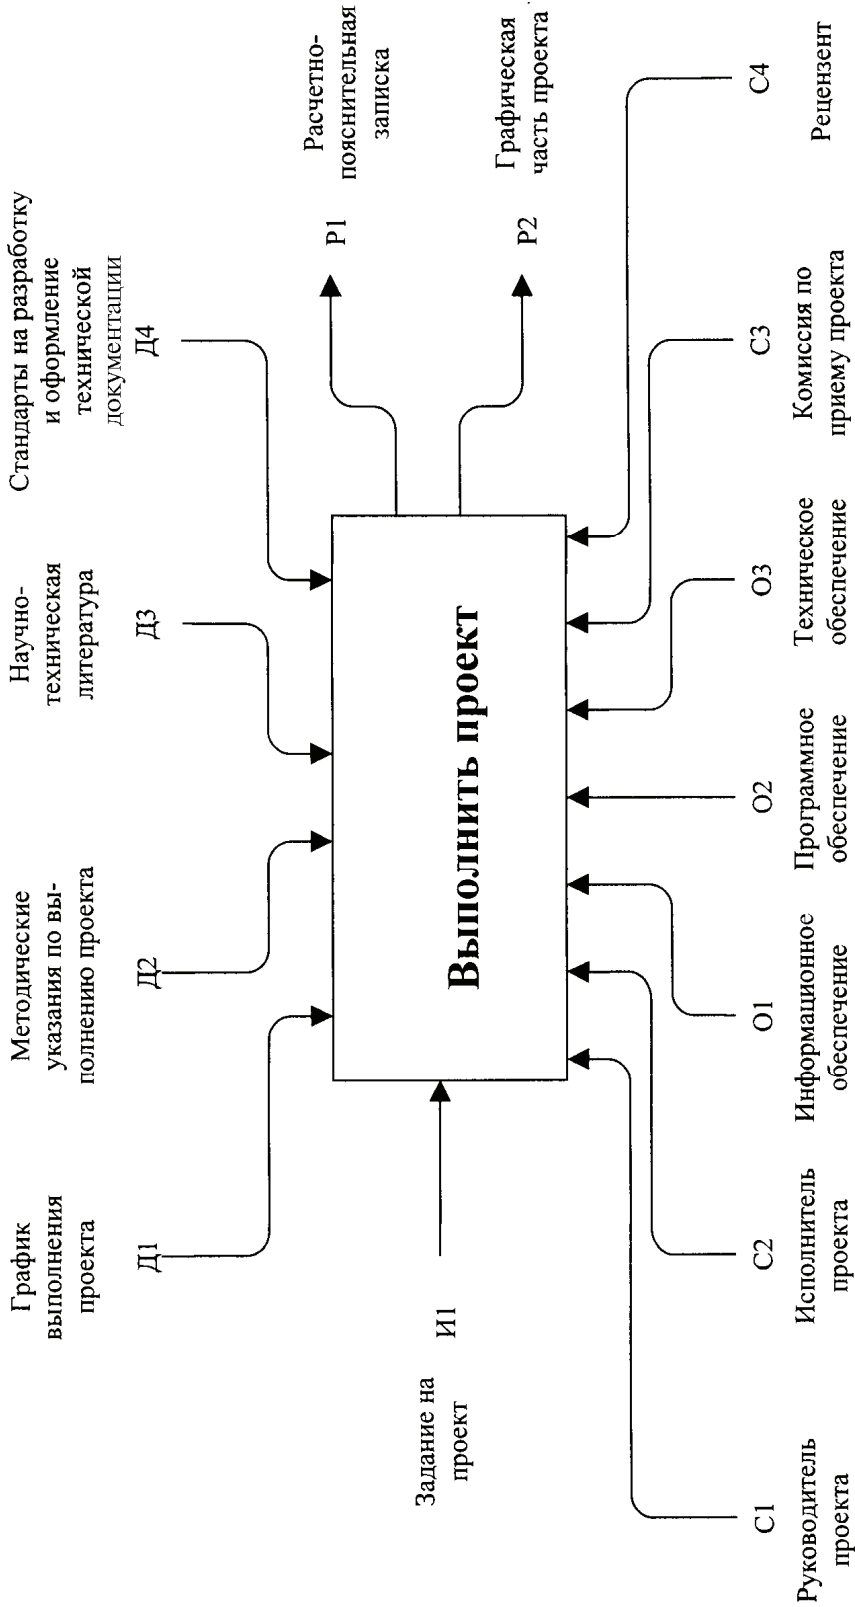 График
выполнения
проекта
Д1
Методические
указания по вы-
полнению проекта
Д2
Научно-
техническая
литература
Д3
Стандарты на разработку
и оформление
технической
документации
Д4
Задание на
проект
И1
Выполнить проект
Р1
Расчетно-
пояснительная
записка
Р2
Графическая
часть проекта
С1
Руководитель
проекта
С2
Исполнитель
проекта
О1
Информационное
обеспечение
О2
Программное
обеспечение
О3
Техническое
обеспечение
С3
Комиссия по
приему проекта
С4
Рецензент